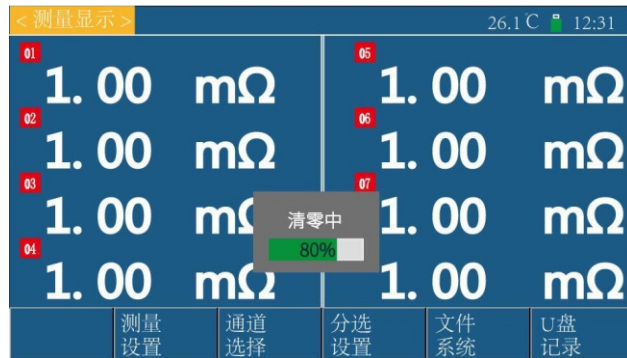 <测量显示>
26.1℃ 12:31
01
1.00 mΩ
02
1.00 mΩ
03
1.00 mΩ
04
1.00 mΩ
05
1.00 mΩ
06
1.00 mΩ
07
1.00 mΩ
1.00 mΩ
清零中
80%
测量
设置
通道
选择
分选
设置
文件
系统
U盘
记录